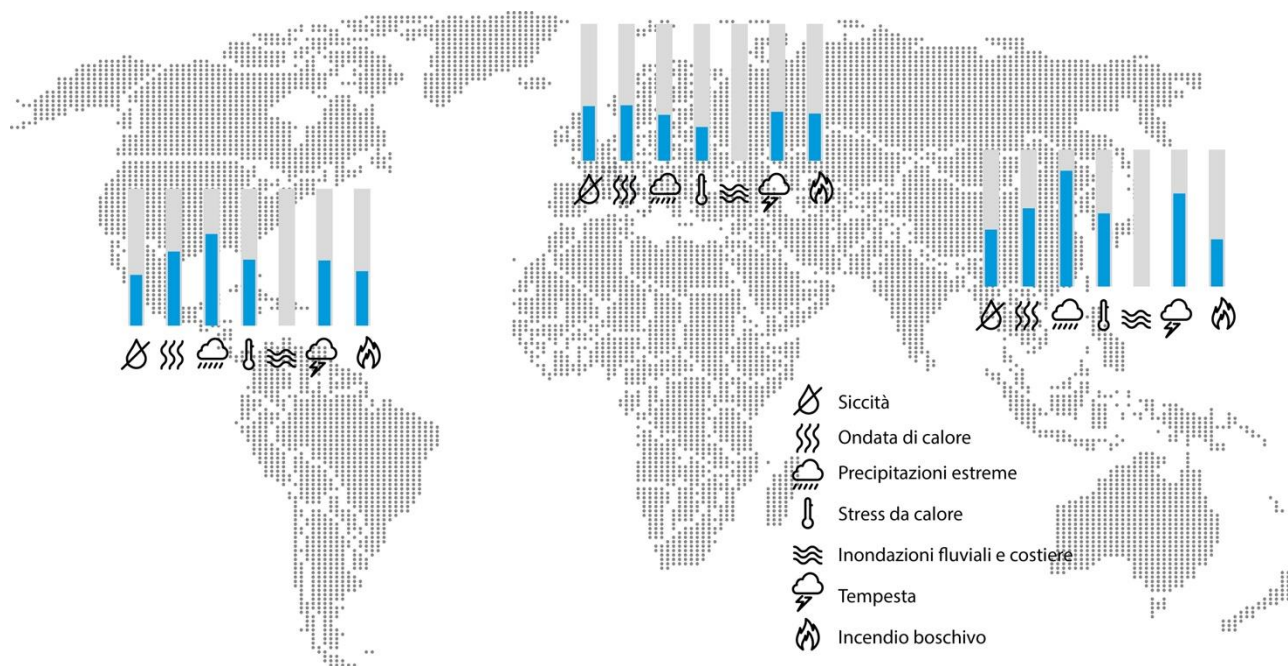 Siccità
Ondata di calore
Precipitazioni estreme
Stress da calore
Inondazioni fluviali e costiere
Tempesta
Incendio boschivo